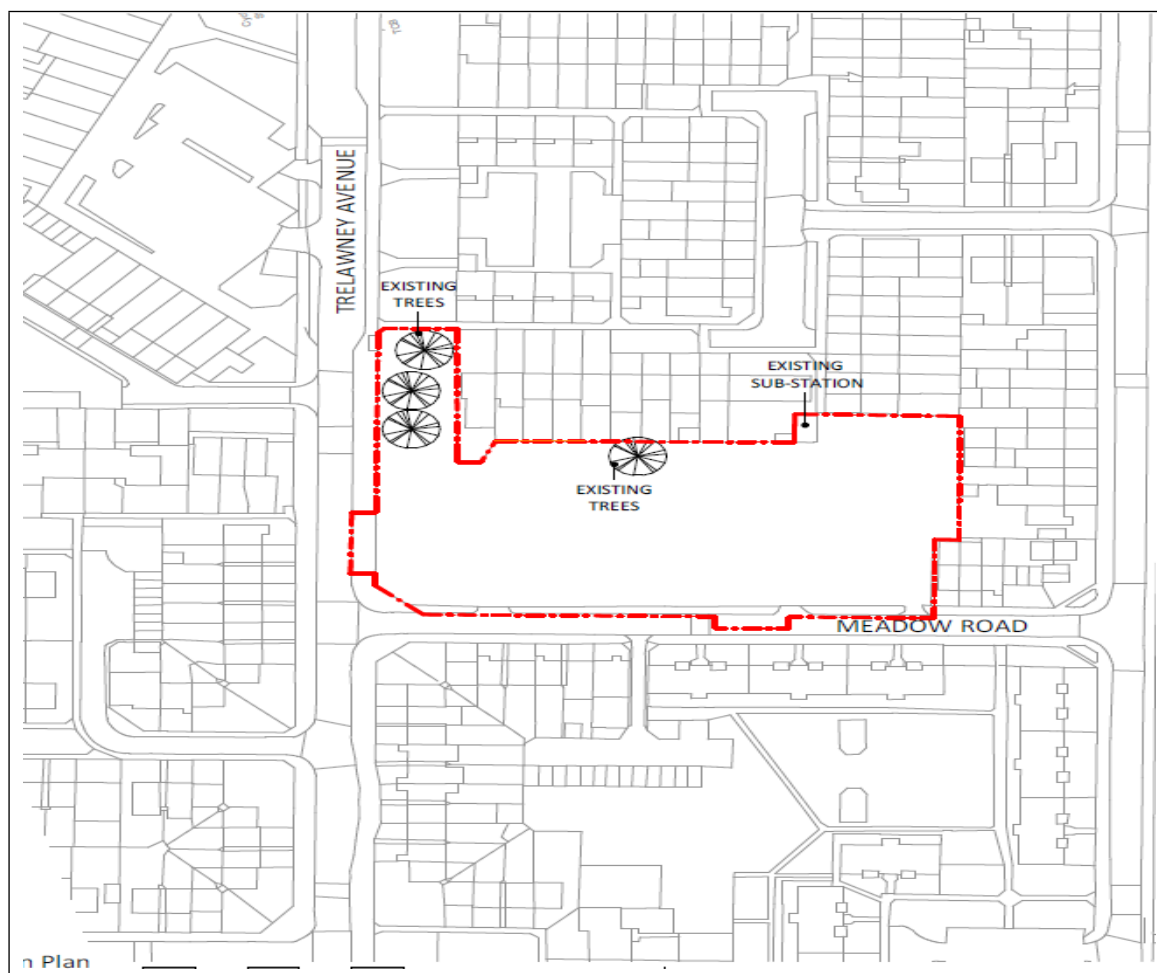 TRELAWNEY AVENUE
EXISTING
TREES
EXISTING
SUB-STATION
EXISTING
TREES
MEADOW ROAD
n Plan